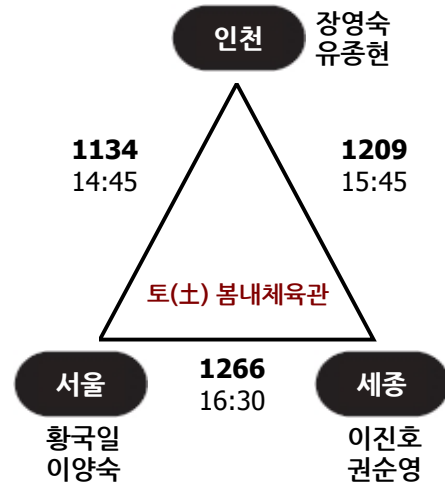 인천
장영숙
유종현
1134
14:45
1209
15:45
토(土) 봄내체육관
서울
1266
16:30
세종
황국일
이양숙
이진호
권순영